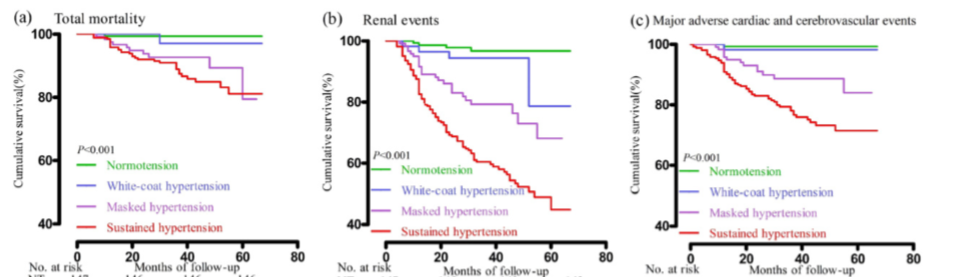 (a) Total mortality
100
80
60
40
Cumulative survival(%)
P<0.001
Normotension
White-coat hypertension
Masked hypertension
Sustained hypertension
0 20 40 60 80
No. at risk Months of follow-up
(b) Renal events
100
80
60
40
Cumulative survival(%)
P<0.001
Normotension
White-coat hypertension
Masked hypertension
Sustained hypertension
0 20 40 60 80
No. at risk Months of follow-up
(c) Major adverse cardiac and cerebrovascular events
100
80
60
40
Cumulative survival(%)
P<0.001
Normotension
White-coat hypertension
Masked hypertension
Sustained hypertension
0 20 40 60 80
No. at risk Months of follow-up